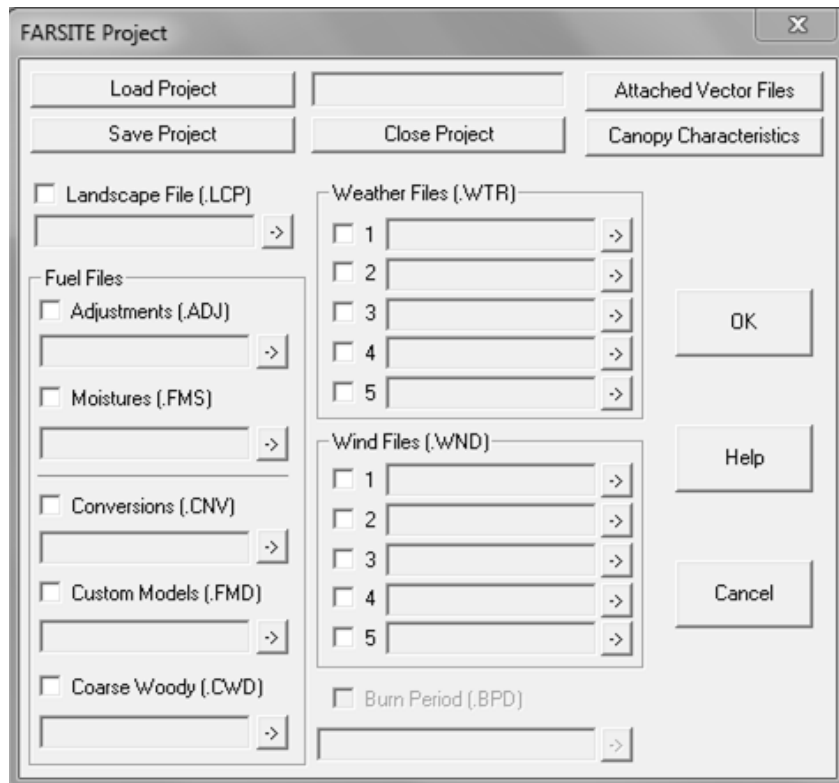 FARSITE Project
X
Load Project
Attached Vector Files
Save Project
Close Project
Canopy Characteristics
Landscape File (.LCP)
->
Fuel Files
Adjustments (.ADJ)
->
Moistures (.FMS)
->
Conversions (.CNV)
->
Custom Models (.FMD)
->
Coarse Woody (.CWD)
->
Weather Files (.WTR)
1 ->
2 ->
3 ->
4 ->
5 ->
Wind Files (.WND)
1 ->
2 ->
3 ->
4 ->
5 ->
Burn Period (.BPD)
->
OK
Help
Cancel